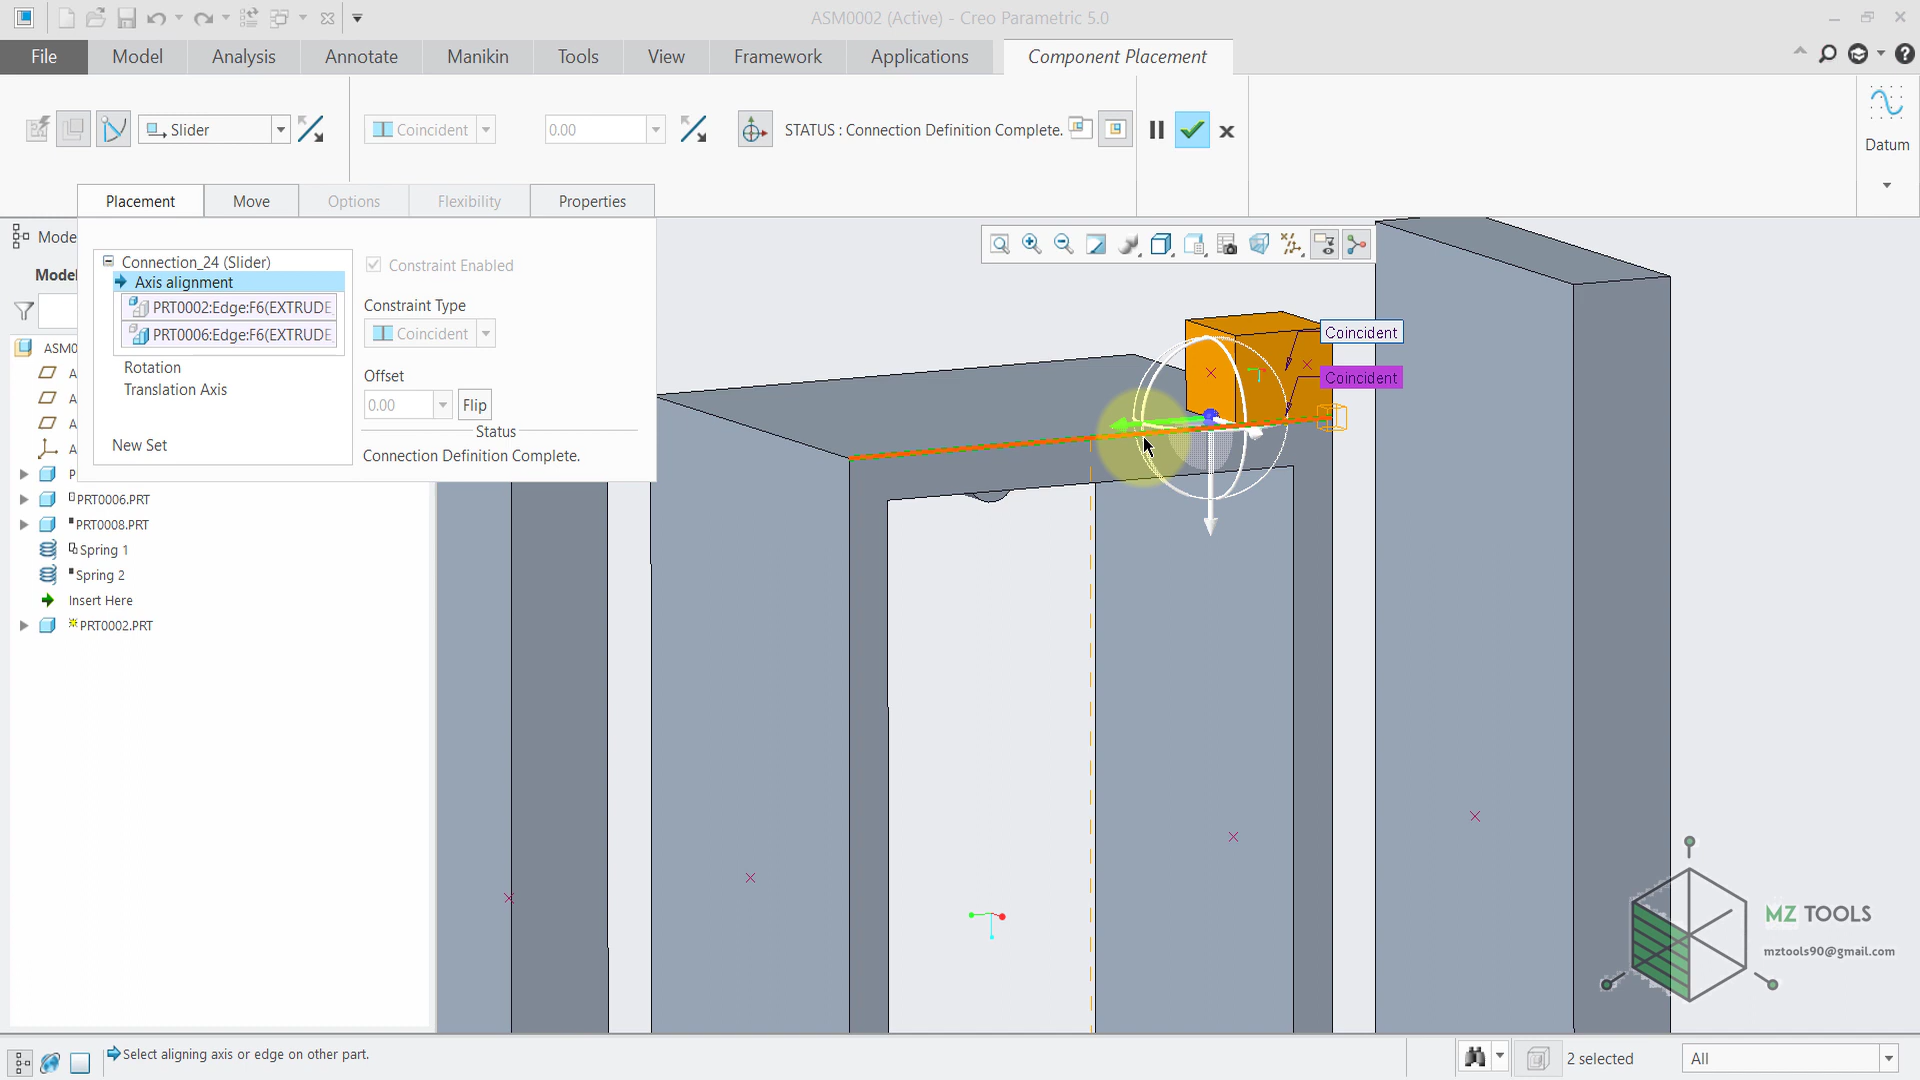 ASM0002 (Active) - Creo Parametric 5.0
File
Model
Analysis
Annotate
Manikin
Tools
View
Framework
Applications
Component Placement
Slider
Coincident
0.00
STATUS : Connection Definition Complete.
Datum
Placement
Move
Options
Flexibility
Properties
Mode
Model
Connection_24 (Slider)
Axis alignment
PRT0002:Edge:F6(EXTRUDE
PRT0006:Edge:F6(EXTRUDE
Rotation
Translation Axis
New Set
Constraint Enabled
Constraint Type
Coincident
Offset
0.00
Flip
Status
Connection Definition Complete.
ASM0
A
A
A
A
P
PRT0006.PRT
PRT0008.PRT
Spring 1
Spring 2
Insert Here
PRT0002.PRT
Coincident
Coincident
MZ TOOLS
mztools90@gmail.com
Select aligning axis or edge on other part.
2 selected
All